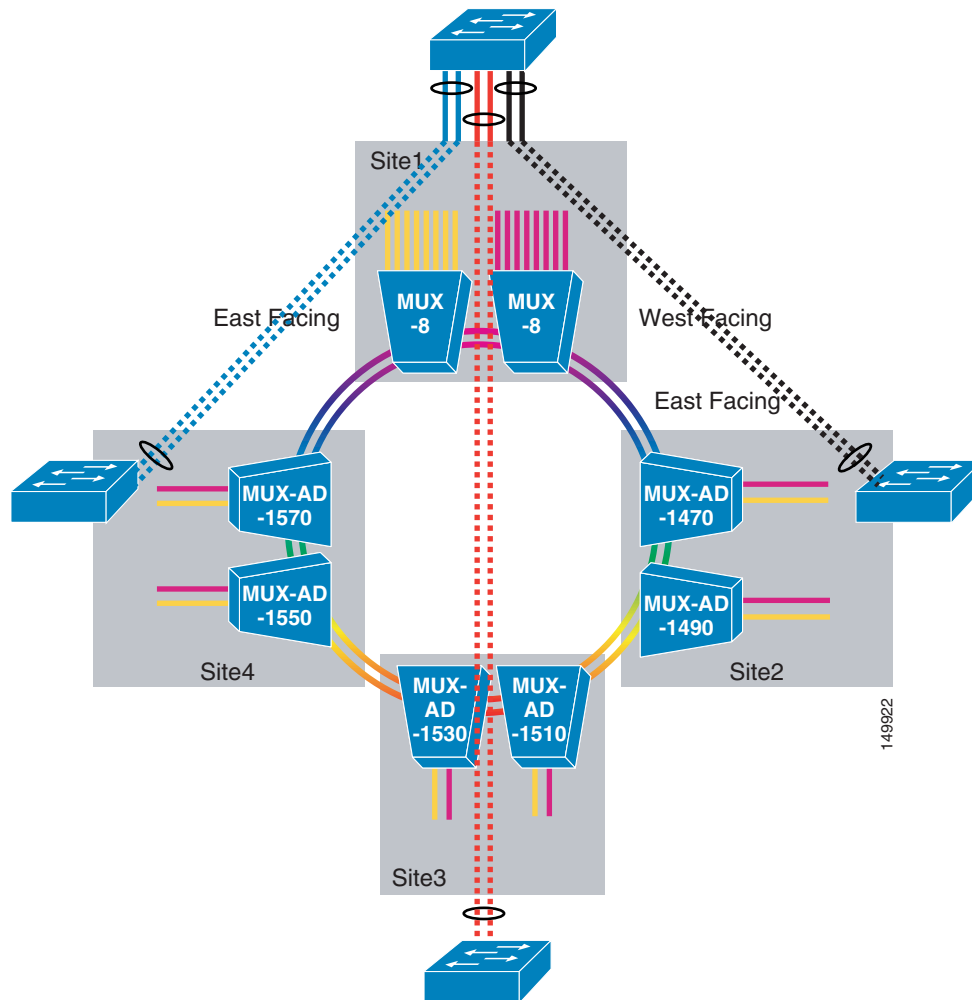 Site1
MUX
-8
MUX
-8
East Facing
West Facing
East Facing
MUX-AD
-1570
MUX-AD
-1470
MUX-AD
-1550
MUX-AD
-1490
Site4
Site2
MUX-
AD
-1530
MUX-
AD
-1510
149922
Site3